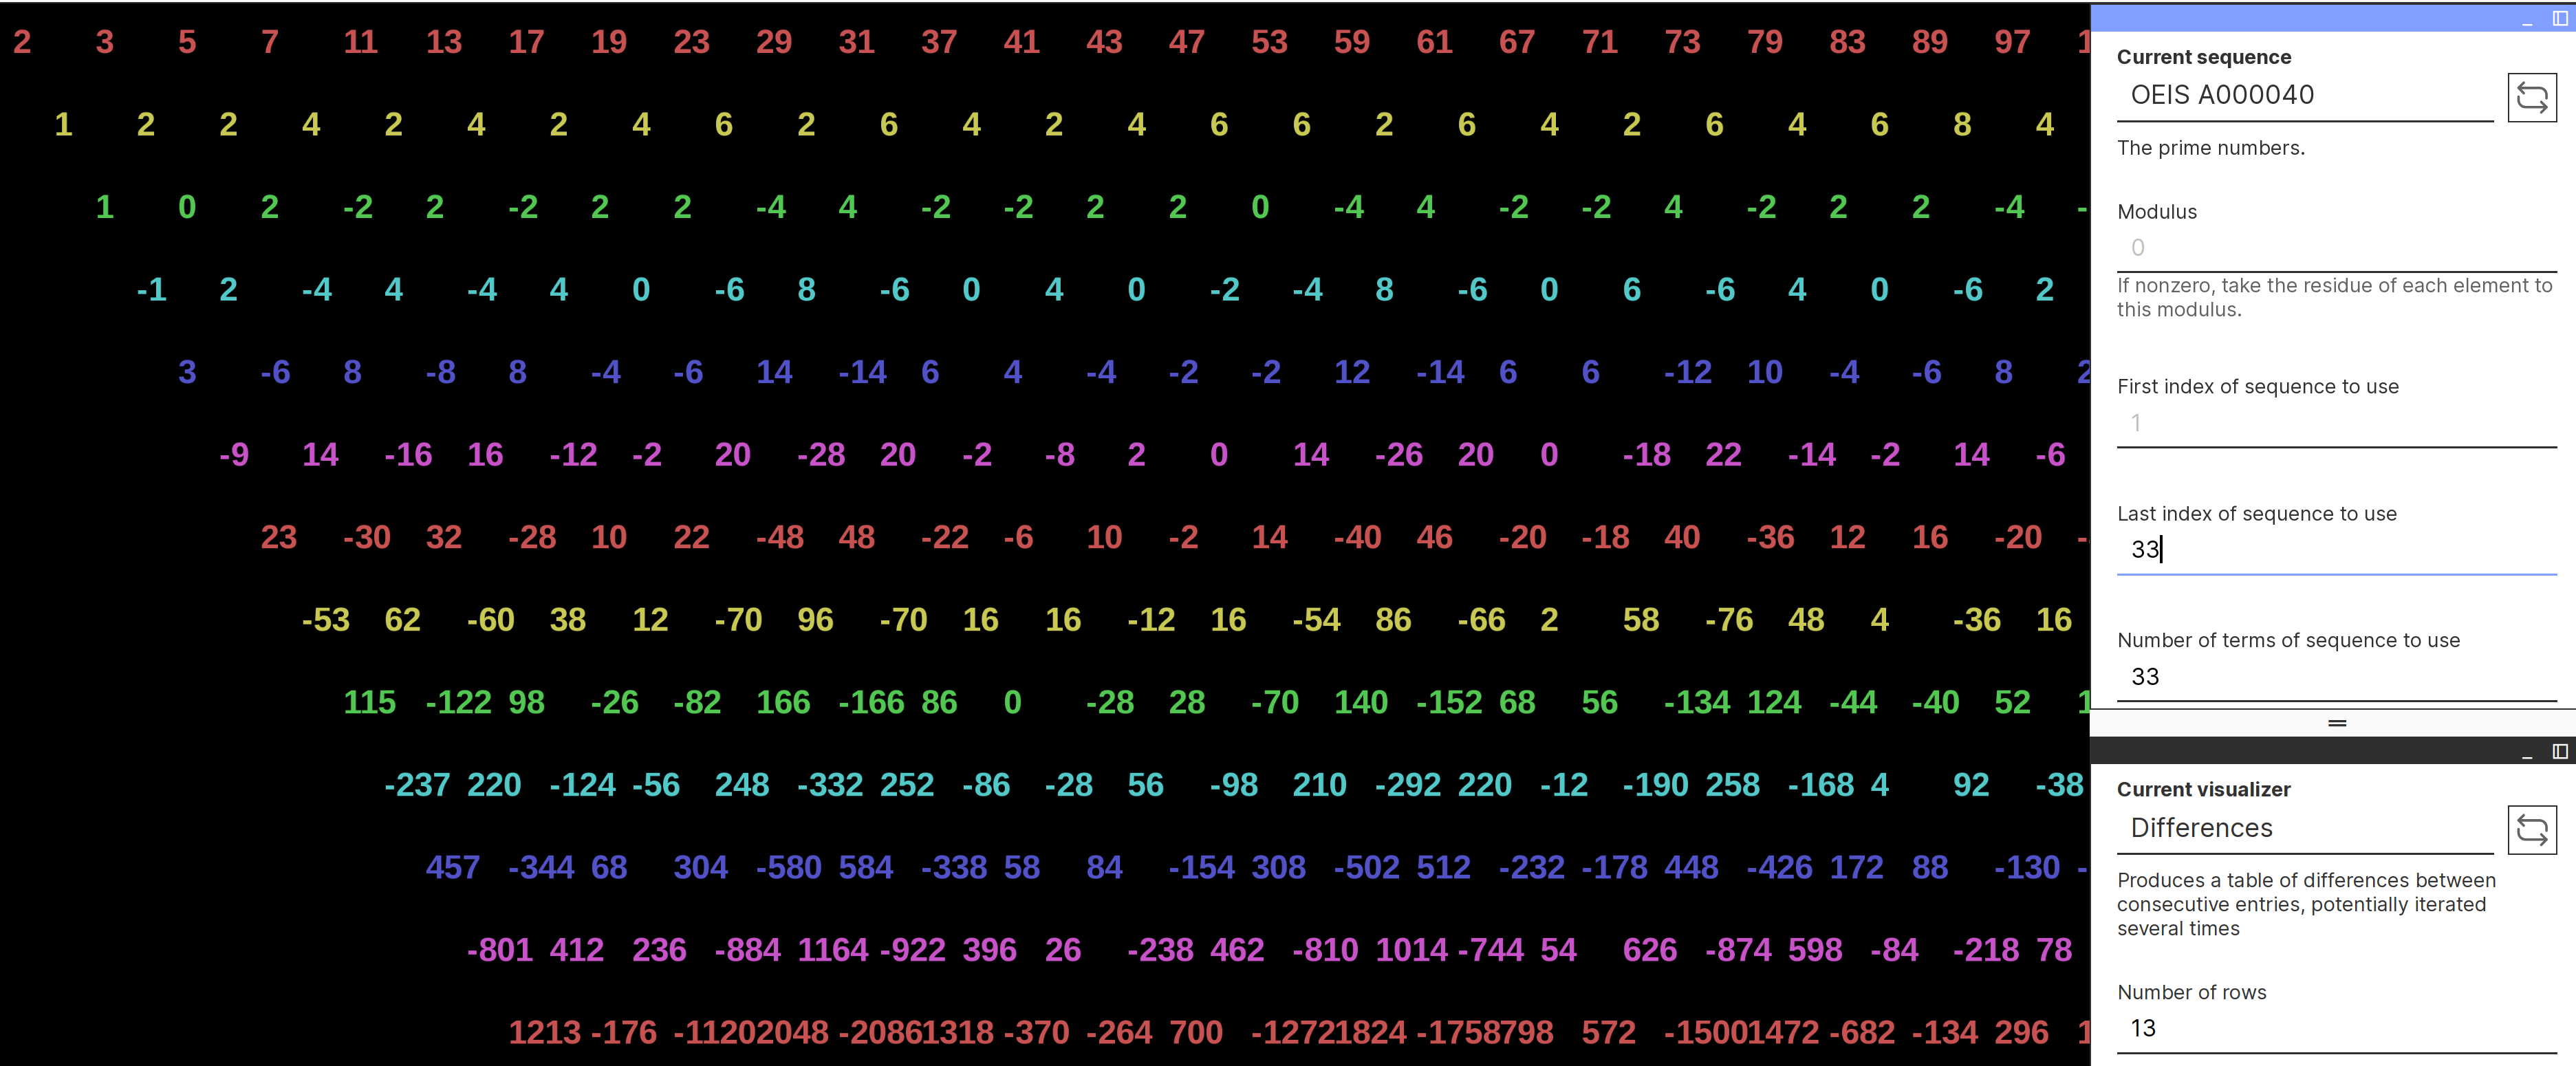 2 3 5 7 11 13 17 19 23 29 31 37 41 43 47 53 59 61 67 71 73 79 83 89 97 1
1 2 2 4 2 4 2 4 6 2 6 4 2 4 6 6 2 6 4 2 6 4 6 8 4
1 0 2 -2 2 -2 2 2 -4 4 -2 -2 2 2 0 -4 4 -2 -2 4 -2 2 2 -4 -
-1 2 -4 4 -4 4 0 -6 8 -6 0 4 0 -2 -4 8 -6 0 6 -6 4 0 -6 2
3 -6 8 -8 8 -4 -6 14 -14 6 4 -4 -2 -2 12 -14 6 6 -12 10 -4 -6 8 2
-9 14 -16 16 -12 -2 20 -28 20 -2 -8 2 0 14 -26 20 0 -18 22 -14 -2 14 -6
23 -30 32 -28 10 22 -48 48 -22 -6 10 -2 14 -40 46 -20 -18 40 -36 12 16 -20 -
-53 62 -60 38 12 -70 96 -70 16 16 -12 16 -54 86 -66 2 58 -76 48 4 -36 16
115 -122 98 -26 -82 166 -166 86 0 -28 28 -70 140 -152 68 56 -134 124 -44 -40 52 1
-237 220 -124 -56 248 -332 252 -86 -28 56 -98 210 -292 220 -12 -190 258 -168 4 92 -38
457 -344 68 304 -580 584 -338 58 84 -154 308 -502 512 -232 -178 448 -426 172 88 -130 -
-801 412 236 -884 1164 -922 396 26 -238 462 -810 1014 -744 54 626 -874 598 -84 -218 78
1213 -176 -1120 2048 -2086 1318 -370 -264 700 -1272 1824 -1758 798 572 -1500 1472 -682 -134 296 1
Current sequence
OEIS A000040
The prime numbers.
Modulus
0
If nonzero, take the residue of each element to
this modulus.
First index of sequence to use
1
Last index of sequence to use
33
Number of terms of sequence to use
33
Current visualizer
Differences
Produces a table of differences between
consecutive entries, potentially iterated
several times
Number of rows
13